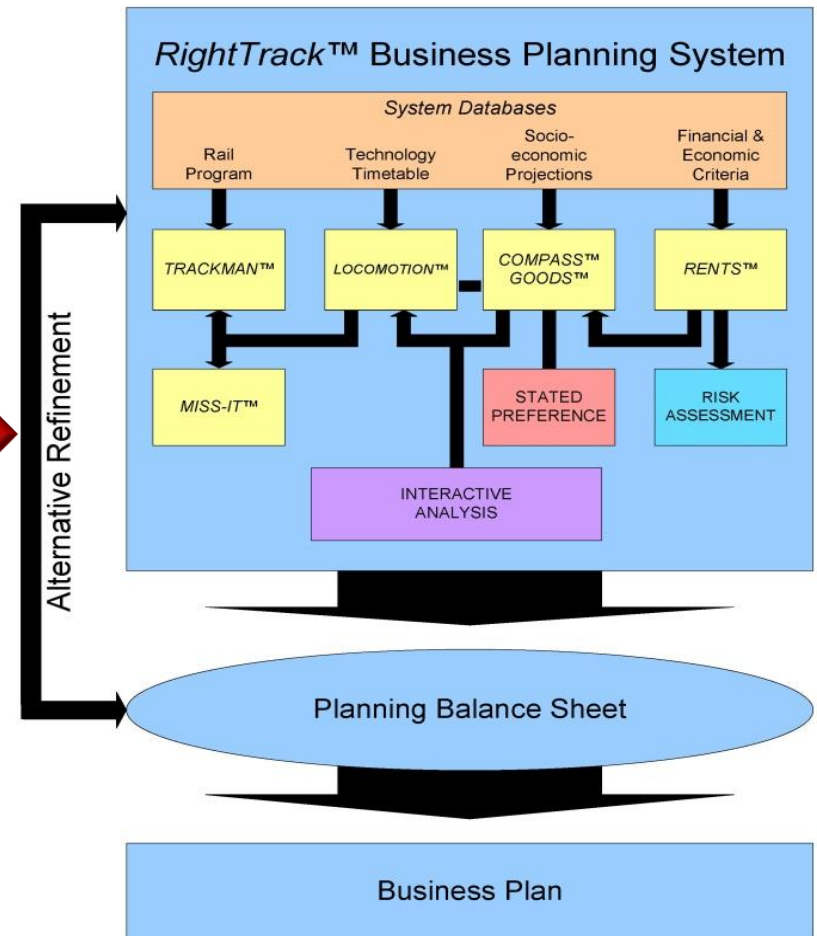 RightTrack™ Business Planning System
System Databases
Rail
Program
Technology
Timetable
Socio-
economic
Projections
Financial &
Economic
Criteria
TRACKMAN™
LOCOMOTION™
COMPASS™
GOODS™
RENTS™
MISS-IT™
STATED
PREFERENCE
RISK
ASSESSMENT
INTERACTIVE
ANALYSIS
Alternative Refinement
Planning Balance Sheet
Business Plan